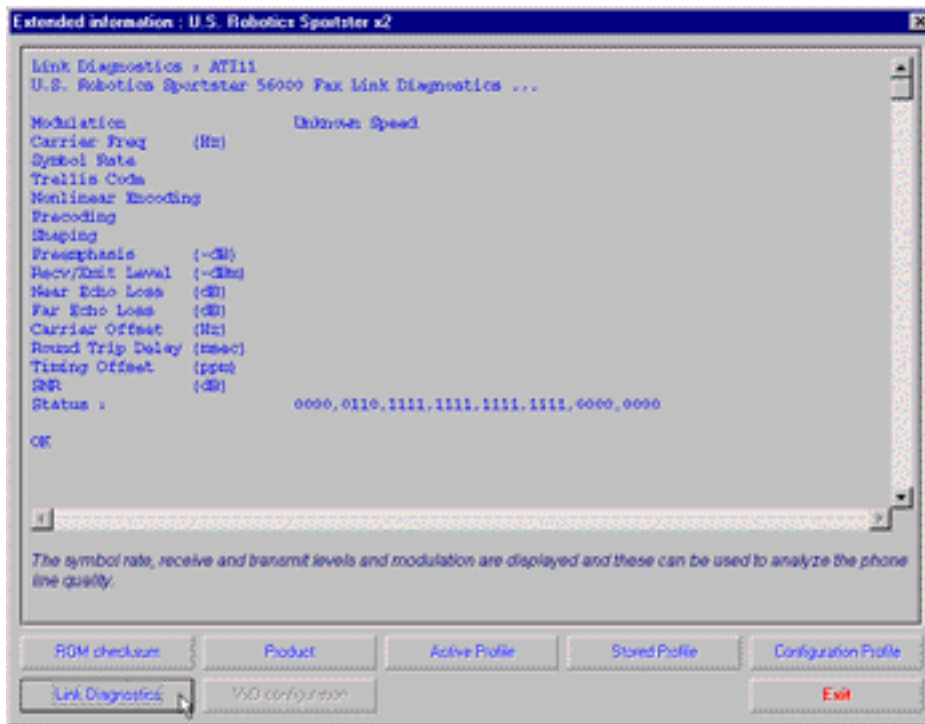 Extended information : U.S. Robotics Sportster x2
Link Diagnostics : ATI11
U.S. Robotics Sportster 56000 Fax Link Diagnostics ...
Modulation Unknown Speed
Carrier Freq (Hz)
Symbol Rate
Trellis Code
Nonlinear Encoding
Precoding
Shaping
Preemphasis (-dB)
Recv/Xmit Level (-dBm)
Near Echo Loss (dB)
Far Echo Loss (dB)
Carrier Offset (Hz)
Round Trip Delay (msec)
Timing Offset (ppm)
SNR (dB)
Status : 0000,0110,1111,1111,1111,1111,0000,0000
OK
The symbol rate, receive and transmit levels and modulation are displayed and these can be used to analyze the phone
line quality.
ROM checksum Product Active Profile Stored Profile Configuration Profile
Link Diagnostics configuration Exit